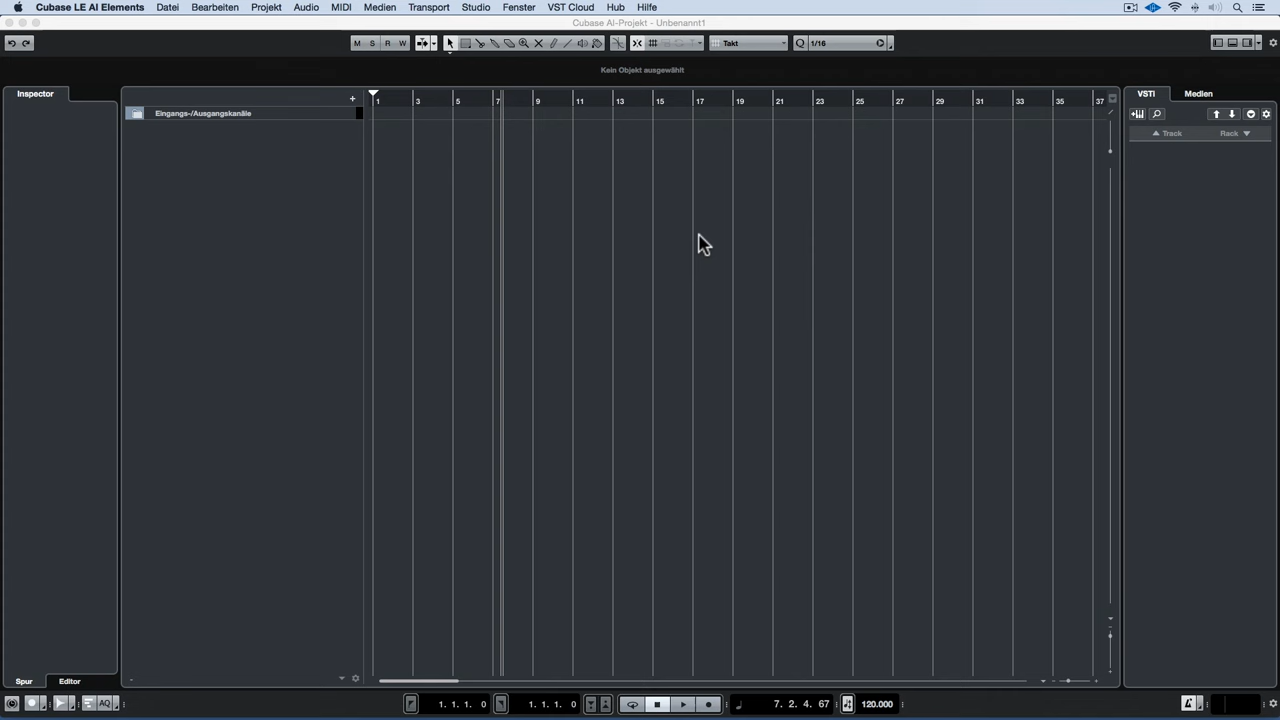 Cubase LE AI Elements Datei Bearbeiten Projekt Audio MIDI Medien Transport Studio Fenster VST Cloud Hub Hilfe
Cubase AI-Projekt - Unbenannt1
M S R W Takt Q 1/16
Kein Objekt ausgewählt
Inspector
VSTi Medien
1 3 5 7 9 11 13 15 17 19 21 23 25 27 29 31 33 35 37
Eingangs-/Ausgangskanäle
Track Rack
Spur Editor
AQ 1. 1. 1. 0 1. 1. 1. 0 7. 2. 4. 67 120.000